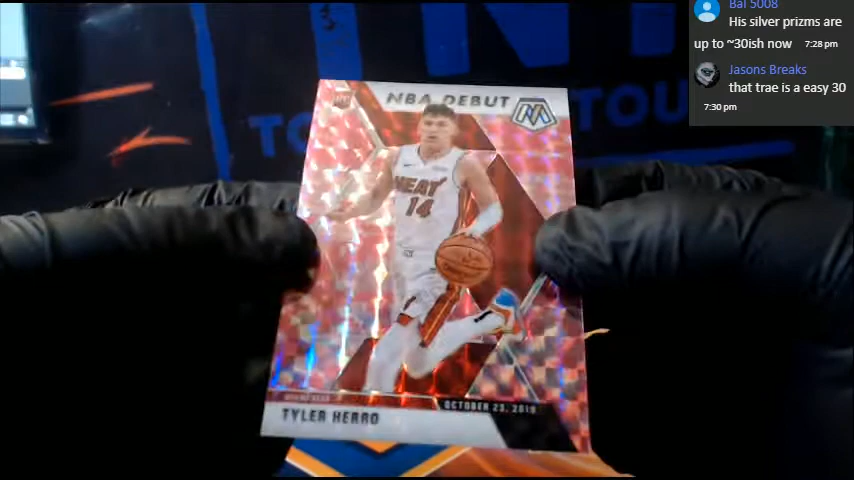 Bal 5008
His silver prizms are
up to ~30ish now 7:28 pm
Jasons Breaks
that trae is a easy 30
7:30 pm
NBA DEBUT
RC
HEAT
14
OCTOBER 23, 2019
TYLER HERRO